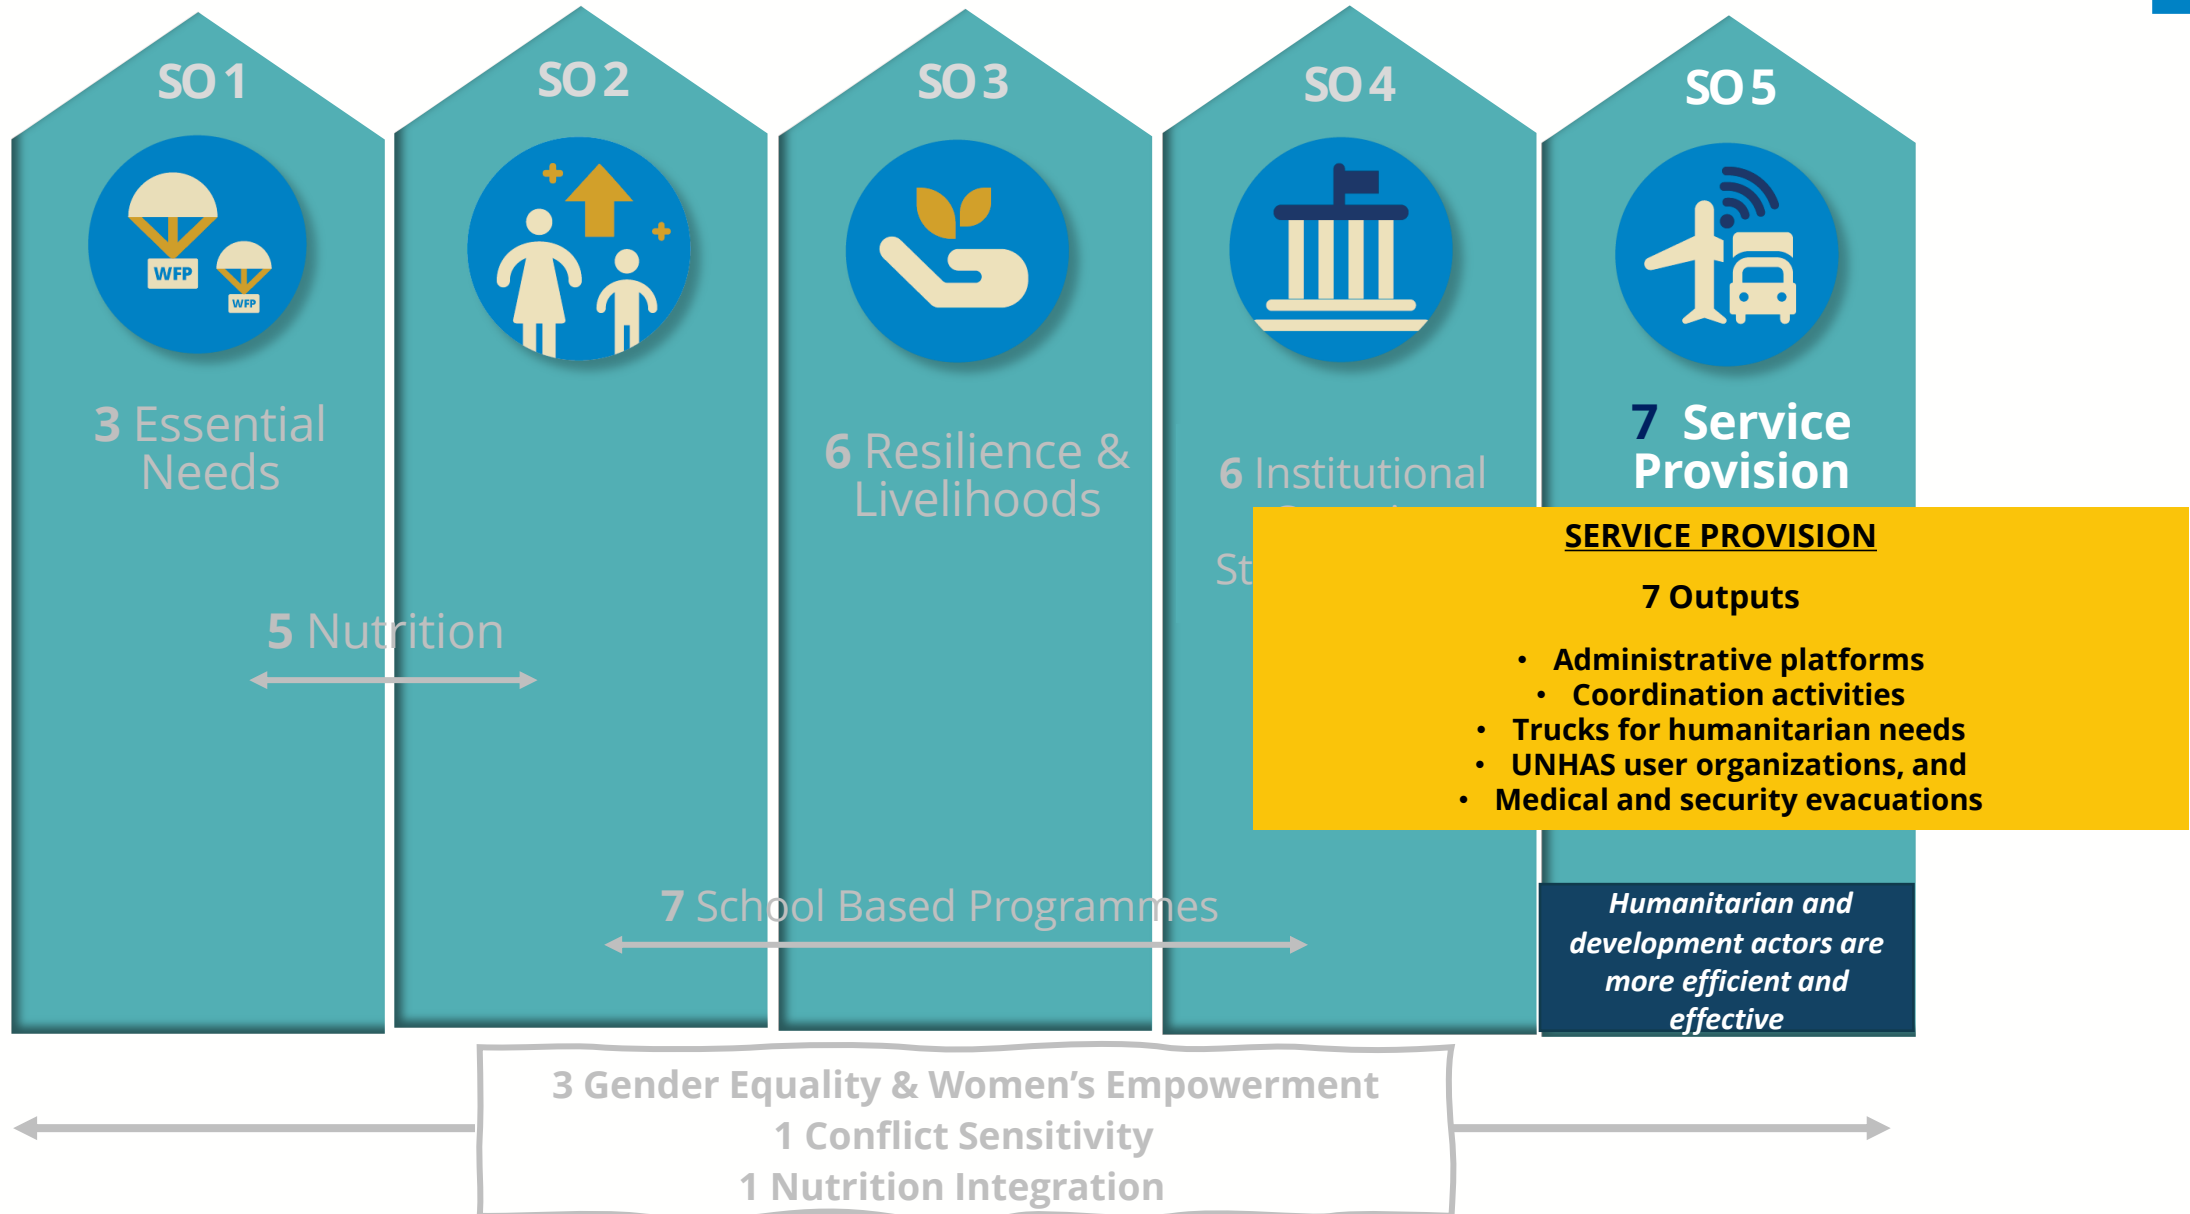 SO 1
SO 2
SO 3
SO 4
SO 5
WFP
WFP
3 Essential
Needs
6 Resilience &
Livelihoods
6 Institutional
7 Service
Provision
5 Nutrition
7 School Based Programmes
SERVICE PROVISION
7 Outputs
• Administrative platforms
• Coordination activities
• Trucks for humanitarian needs
• UNHAS user organizations, and
• Medical and security evacuations
Humanitarian and
development actors are
more efficient and
effective
3 Gender Equality & Women's Empowerment
1 Conflict Sensitivity
1 Nutrition Integration